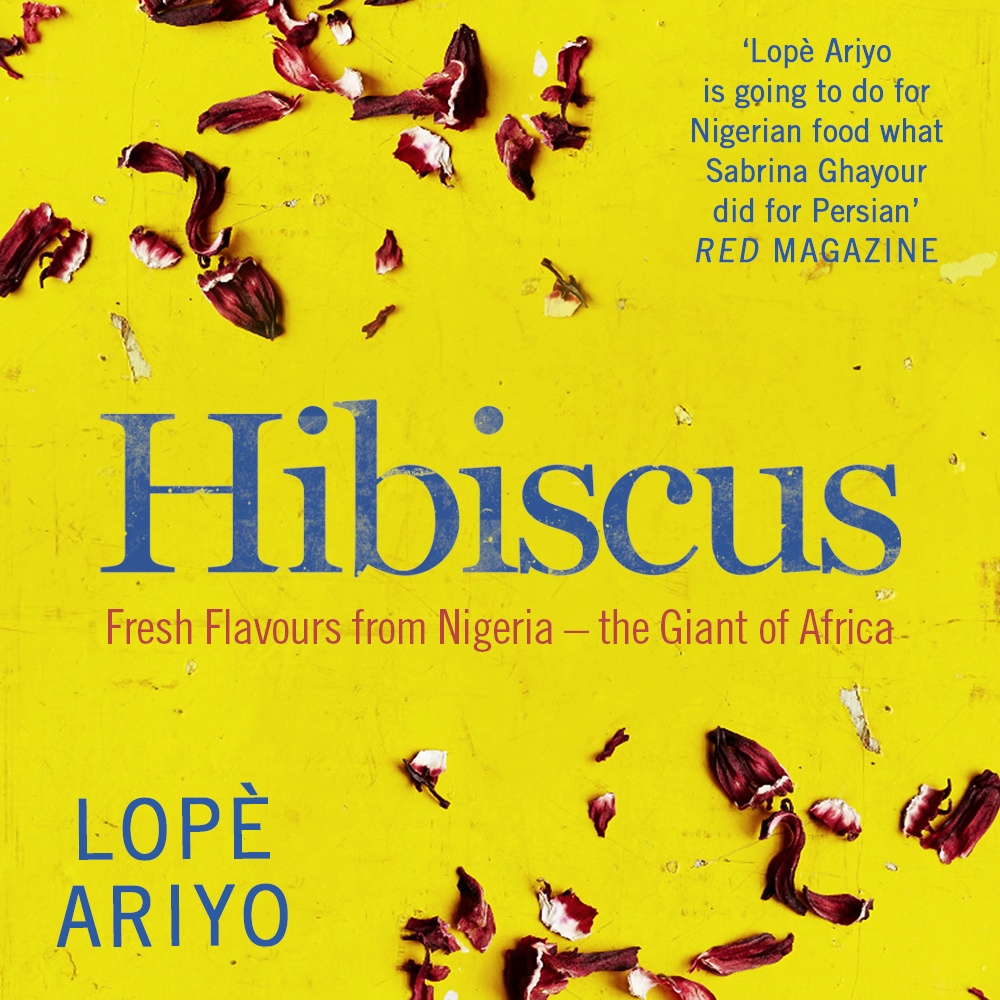 ‘Lopè Ariyo
is going to do for
Nigerian food what
Sabrina Ghayour
did for Persian’
RED MAGAZINE
Hibiscus
Fresh Flavours from Nigeria – the Giant of Africa
LOPÈ
ARIYO